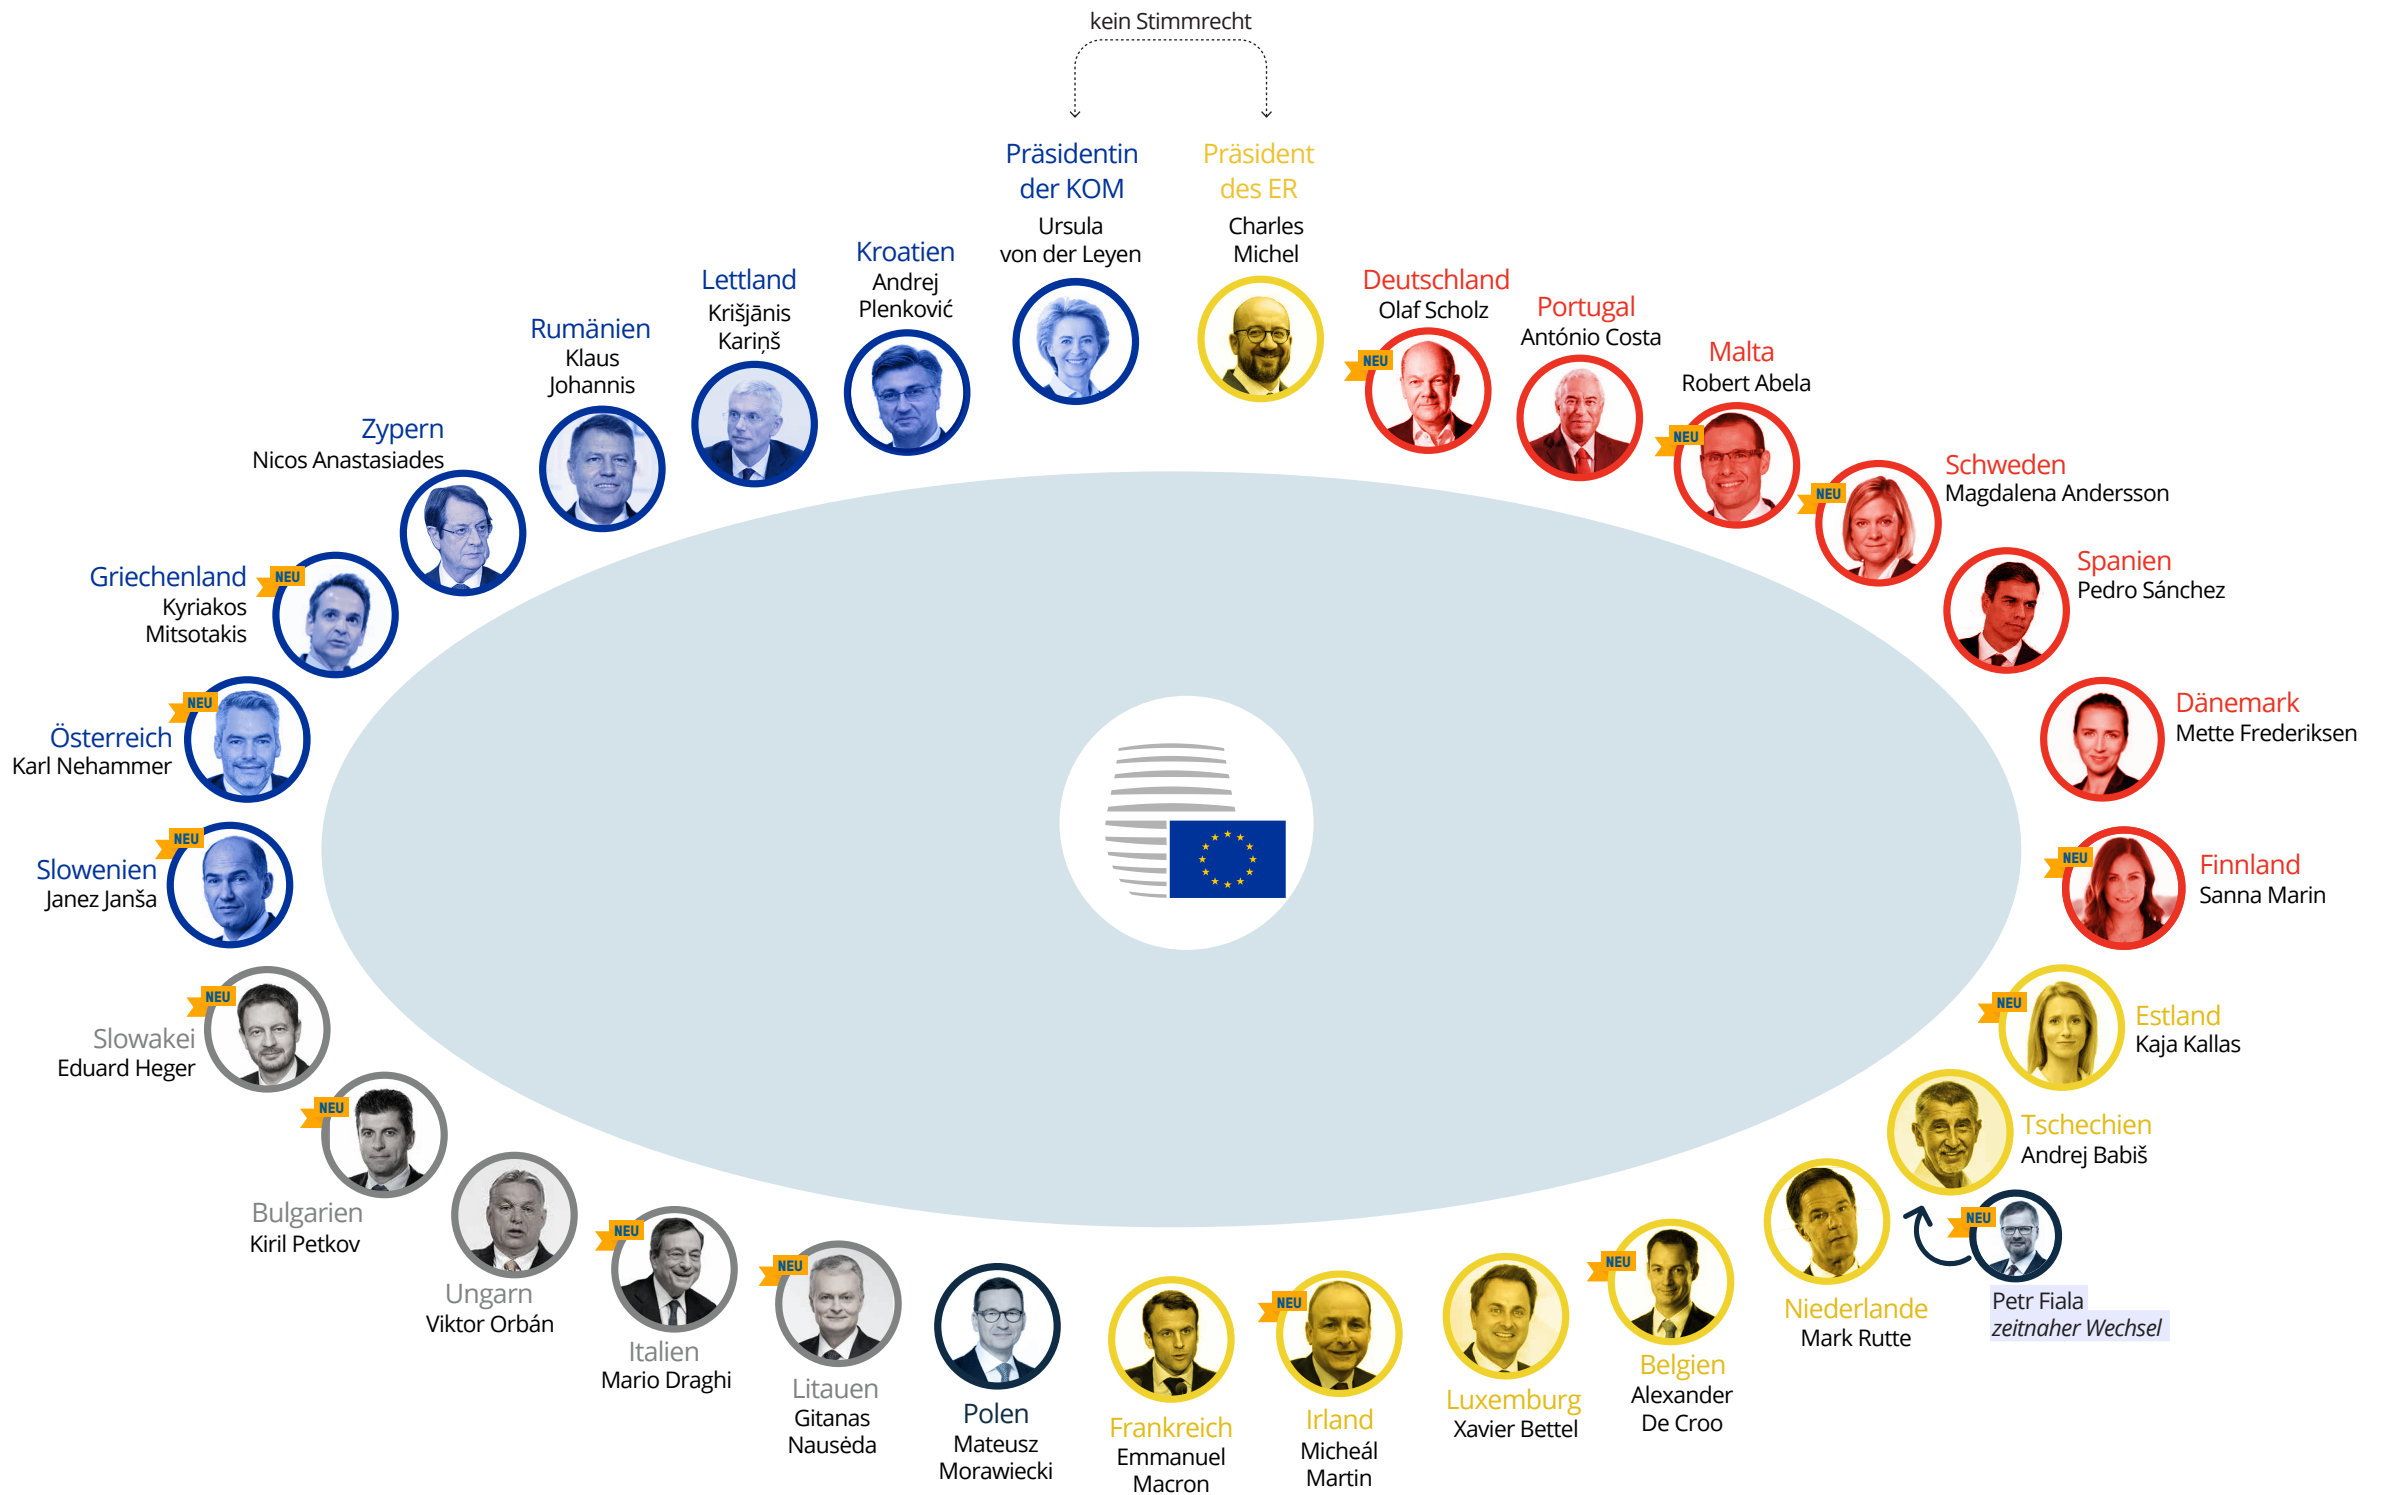 kein Stimmrecht
Präsidentin
der KOM
Ursula
von der Leyen
Präsident
des ER
Charles
Michel
Deutschland
Olaf Scholz
NEU
Portugal
António Costa
Malta
Robert Abela
NEU
Schweden
Magdalena Andersson
NEU
Spanien
Pedro Sánchez
Dänemark
Mette Frederiksen
Finnland
Sanna Marin
NEU
Estland
Kaja Kallas
NEU
Tschechien
Andrej Babiš
NEU
Petr Fiala
zeitnaher Wechsel
Niederlande
Mark Rutte
NEU
Belgien
Alexander
De Croo
Luxemburg
Xavier Bettel
NEU
Irland
Micheál
Martin
Frankreich
Emmanuel
Macron
Polen
Mateusz
Morawiecki
NEU
Litauen
Gitanas
Nausėda
NEU
Italien
Mario Draghi
Ungarn
Viktor Orbán
NEU
Bulgarien
Kiril Petkov
NEU
Slowakei
Eduard Heger
NEU
Slowenien
Janez Janša
NEU
Österreich
Karl Nehammer
NEU
Griechenland
Kyriakos
Mitsotakis
Zypern
Nicos Anastasiades
Rumänien
Klaus
Johannis
Lettland
Krišjānis
Kariņš
Kroatien
Andrej
Plenković